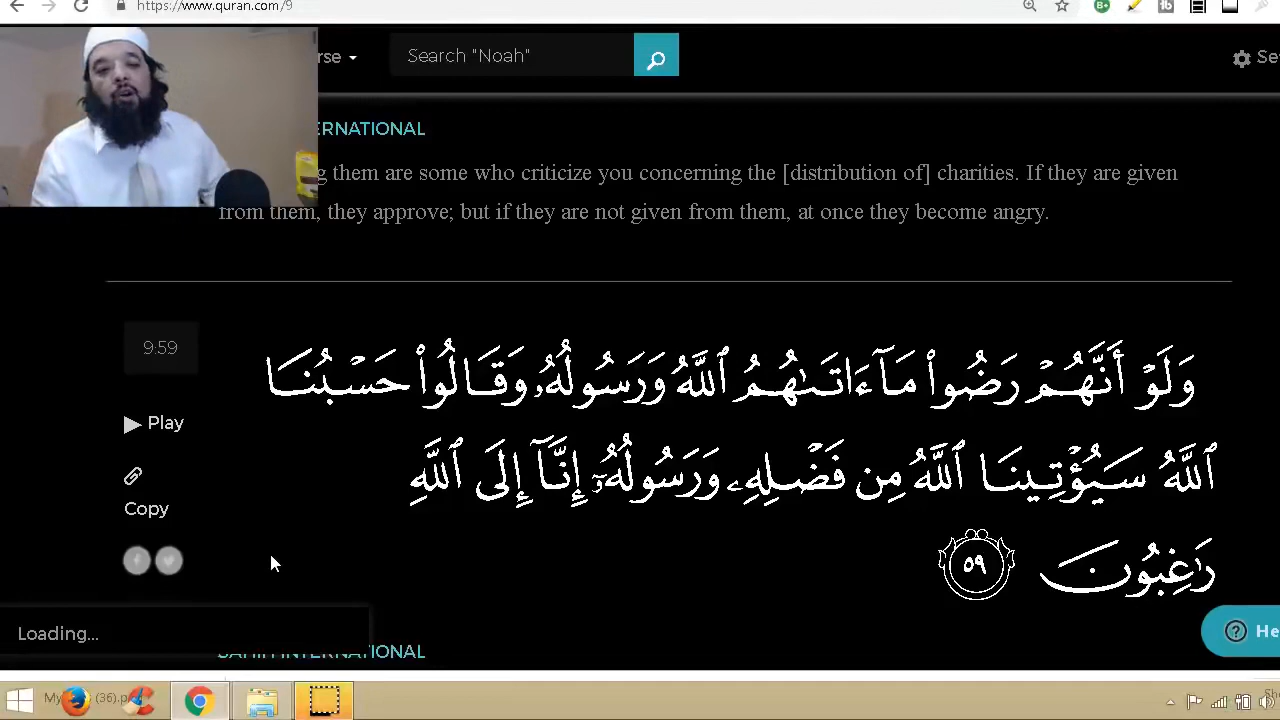 https://www.quran.com/9
rse
Search "Noah"
Se
ERNATIONAL
g them are some who criticize you concerning the [distribution of] charities. If they are given
from them, they approve; but if they are not given from them, at once they become angry.
9:59
وَلَوْ أَنَّهُمْ رَضُوا۟ مَآ ءَاتَىٰهُمُ ٱللَّهُ وَرَسُولُهُۥ وَقَالُوا۟ حَسْبُنَا
Play
ٱللَّهُ سَيُؤْتِينَا ٱللَّهُ مِن فَضْلِهِۦ وَرَسُولُهُۥٓ إِنَّآ إِلَى ٱللَّهِ
Copy
رَٰغِبُونَ ٥٩
Loading...
He
SAHIH INTERNATIONAL
My (36).p